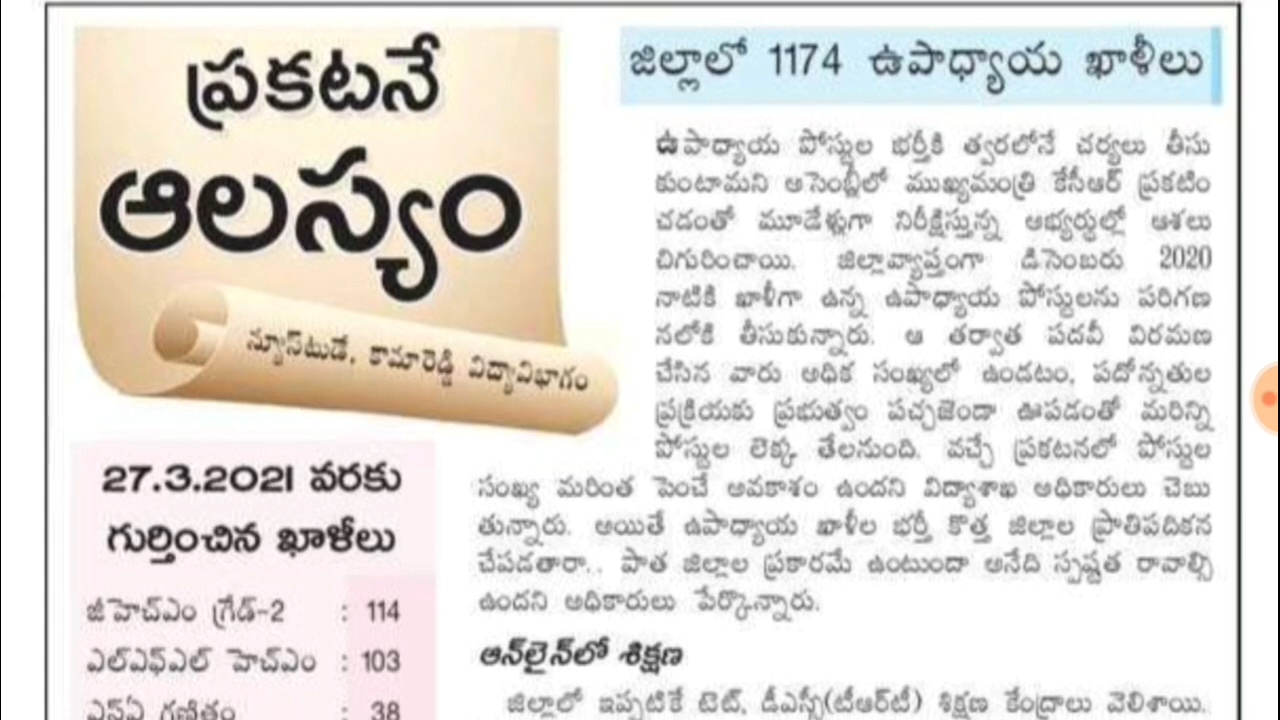 ప్రకటనే
ఆలస్యం
న్యూస్‌టుడే, కామారెడ్డి విద్యావిభాగం
27.3.2021 వరకు
గుర్తించిన ఖాళీలు
జీహెచ్ఎం గ్రేడ్-2 : 114
ఎల్ఎఫ్ఎల్ హెచ్ఎం : 103
ఎస్ఏ గణితం : 38
జిల్లాలో 1174 ఉపాధ్యాయ ఖాళీలు
ఉపాధ్యాయ పోస్టుల భర్తీకి త్వరలోనే చర్యలు తీసు
కుంటామని అసెంబ్లీలో ముఖ్యమంత్రి కేసీఆర్ ప్రకటిం
చడంతో మూడేళ్లుగా నిరీక్షిస్తున్న అభ్యర్థుల్లో ఆశలు
చిగురించాయి. జిల్లావ్యాప్తంగా డిసెంబరు 2020
నాటికి ఖాళీగా ఉన్న ఉపాధ్యాయ పోస్టులను పరిగణ
నలోకి తీసుకున్నారు. ఆ తర్వాత పదవీ విరమణ
చేసిన వారు అధిక సంఖ్యలో ఉండటం, పదోన్నతుల
ప్రక్రియకు ప్రభుత్వం పచ్చజెండా ఊపడంతో మరిన్ని
పోస్టుల లెక్క తేలనుంది. వచ్చే ప్రకటనలో పోస్టుల
సంఖ్య మరింత పెంచే అవకాశం ఉందని విద్యాశాఖ అధికారులు చెబు
తున్నారు. అయితే ఉపాధ్యాయ ఖాళీల భర్తీ కొత్త జిల్లాల ప్రాతిపదికన
చేపడతారా.. పాత జిల్లాల ప్రకారమే ఉంటుందా అనేది స్పష్టత రావాల్సి
ఉందని అధికారులు పేర్కొన్నారు.
ఆన్‌లైన్‌లో శిక్షణ
జిల్లాలో ఇప్పటికే టెట్, డీఎస్సీ(టీఆర్‌టీ) శిక్షణ కేంద్రాలు వెలిశాయి.